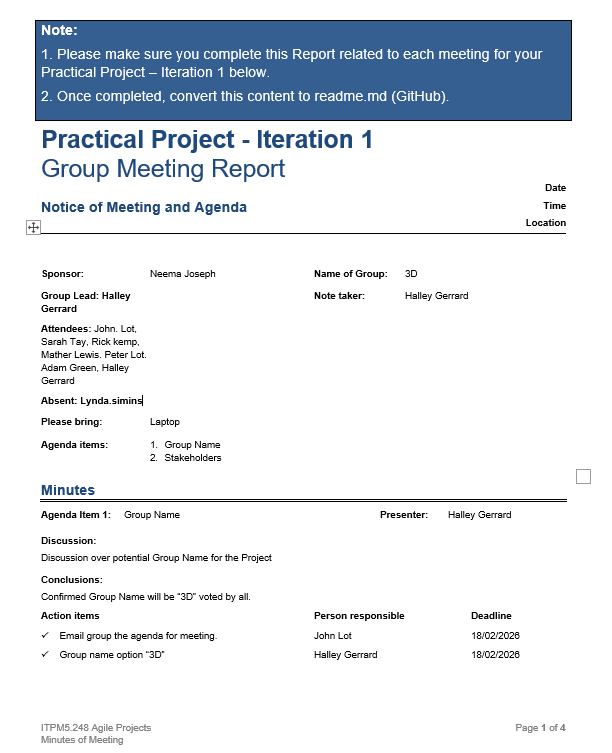 Note:
1. Please make sure you complete this Report related to each meeting for your
Practical Project – Iteration 1 below.
2. Once completed, convert this content to readme.md (GitHub).
Practical Project - Iteration 1
Group Meeting Report
Date
Notice of Meeting and Agenda
Time
Location
Sponsor: Neema Joseph Name of Group: 3D
Group Lead: Halley
Gerrard
Note taker: Halley Gerrard
Attendees: John. Lot,
Sarah Tay, Rick kemp,
Mather Lewis. Peter Lot.
Adam Green, Halley
Gerrard
Absent: Lynda.simins
Please bring: Laptop
Agenda items: 1. Group Name
2. Stakeholders
Minutes
Agenda Item 1: Group Name Presenter: Halley Gerrard
Discussion:
Discussion over potential Group Name for the Project
Conclusions:
Confirmed Group Name will be "3D" voted by all.
Action items Person responsible Deadline
✓ Email group the agenda for meeting. John Lot 18/02/2026
✓ Group name option "3D" Halley Gerrard 18/02/2026
ITPM5.248 Agile Projects Page 1 of 4
Minutes of Meeting